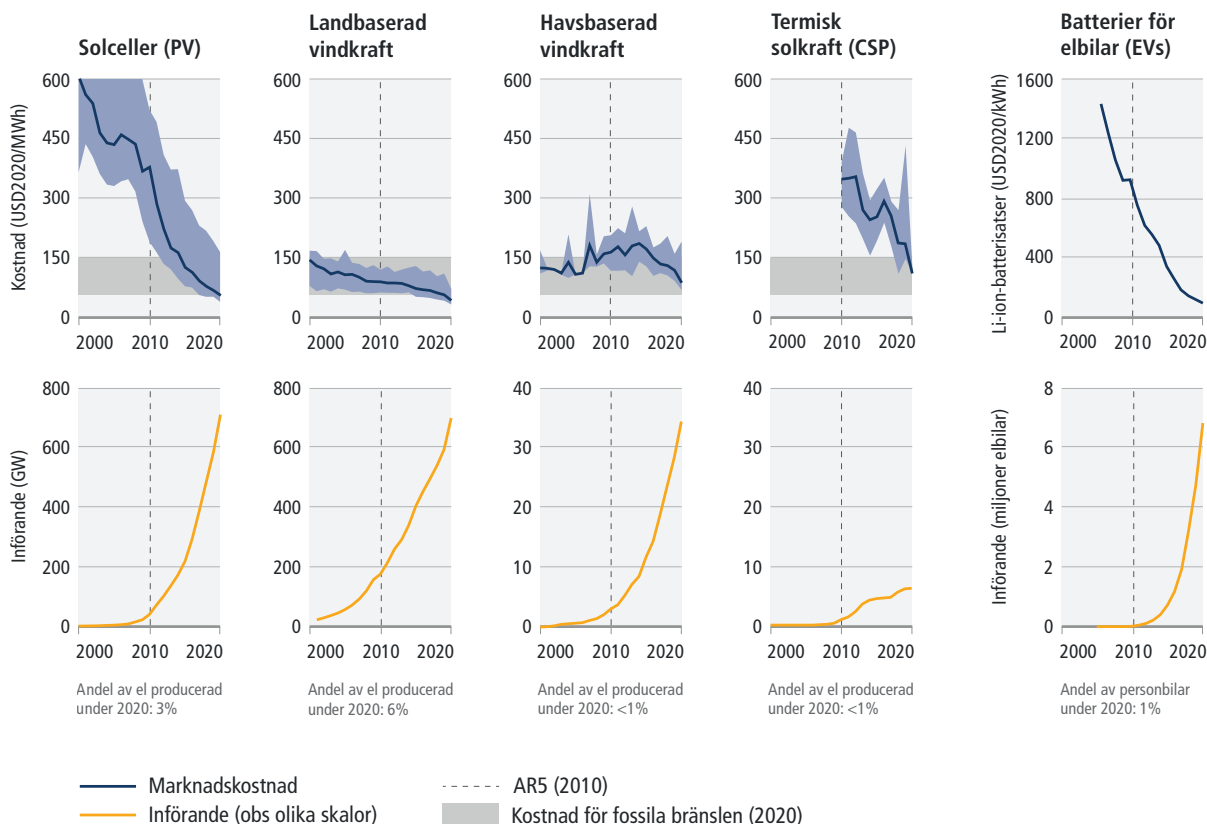 Solceller (PV)
Landbaserad
vindkraft
Havsbaserad
vindkraft
Termisk
solkraft (CSP)
Batterier för
elbilar (EVs)
Kostnad (USD2020/MWh)
600
450
300
150
0
2000 2010 2020
600
450
300
150
0
2000 2010 2020
600
450
300
150
0
2000 2010 2020
600
450
300
150
0
2000 2010 2020
Li-ion-batterisatser (USD2020/kWh)
1600
1200
800
400
0
2000 2010 2020
Införande (GW)
800
600
400
200
0
2000 2010 2020
Andel av el producerad
under 2020: 3%
800
600
400
200
0
2000 2010 2020
Andel av el producerad
under 2020: 6%
40
30
20
10
0
2000 2010 2020
Andel av el producerad
under 2020: <1%
40
30
20
10
0
2000 2010 2020
Andel av el producerad
under 2020: <1%
Införande (miljoner elbilar)
8
6
4
2
0
2000 2010 2020
Andel av personbilar
under 2020: 1%
Marknadskostnad
Införande (obs olika skalor)
AR5 (2010)
Kostnad för fossila bränslen (2020)